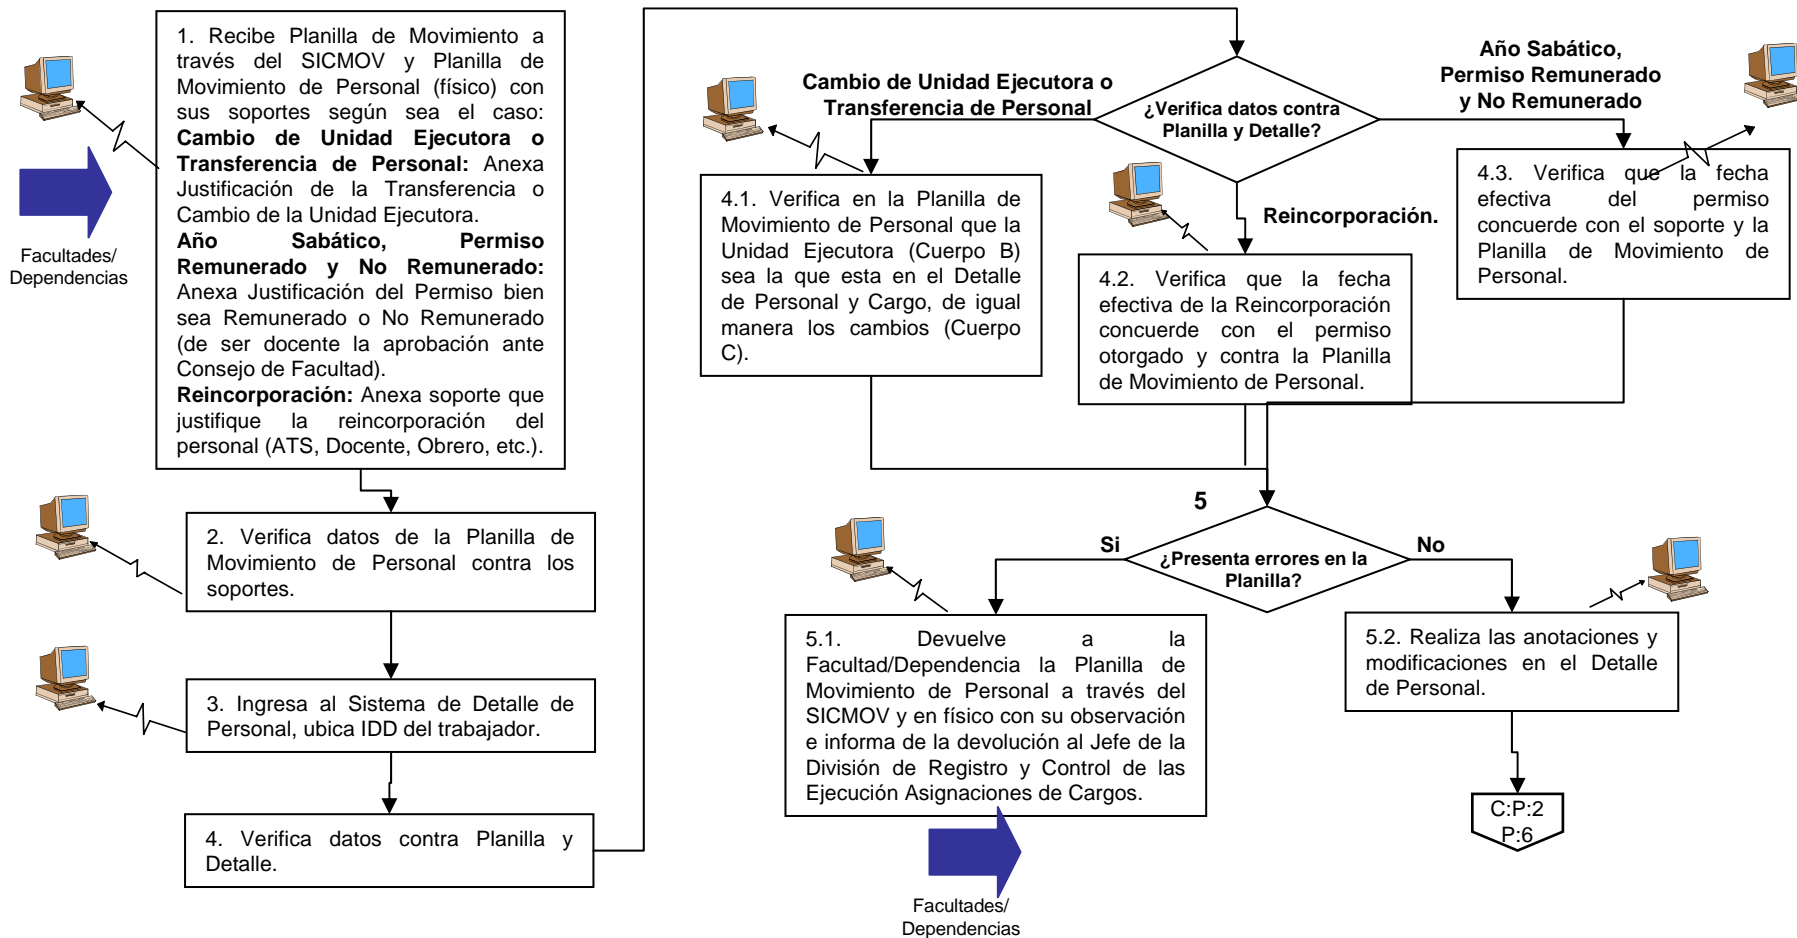 1. Recibe Planilla de Movimiento a
través del SICMOV y Planilla de
Movimiento de Personal (físico) con
sus soportes según sea el caso:
Cambio de Unidad Ejecutora o
Transferencia de Personal: Anexa
Justificación de la Transferencia o
Cambio de la Unidad Ejecutora.
Año Sabático, Permiso
Remunerado y No Remunerado:
Anexa Justificación del Permiso bien
sea Remunerado o No Remunerado
(de ser docente la aprobación ante
Consejo de Facultad).
Reincorporación: Anexa soporte que
justifique la reincorporación del
personal (ATS, Docente, Obrero, etc.).
Facultades/
Dependencias
2. Verifica datos de la Planilla de
Movimiento de Personal contra los
soportes.
3. Ingresa al Sistema de Detalle de
Personal, ubica IDD del trabajador.
4. Verifica datos contra Planilla y
Detalle.
¿Verifica datos contra
Planilla y Detalle?
Cambio de Unidad Ejecutora o
Transferencia de Personal
Año Sabático,
Permiso Remunerado
y No Remunerado
Reincorporación.
4.1. Verifica en la Planilla de
Movimiento de Personal que la
Unidad Ejecutora (Cuerpo B)
sea la que esta en el Detalle
de Personal y Cargo, de igual
manera los cambios (Cuerpo
C).
4.2. Verifica que la fecha
efectiva de la Reincorporación
concuerde con el permiso
otorgado y contra la Planilla
de Movimiento de Personal.
4.3. Verifica que la fecha
efectiva del permiso
concuerde con el soporte y la
Planilla de Movimiento de
Personal.
5
¿Presenta errores en la
Planilla?
Si
No
5.1. Devuelve a la
Facultad/Dependencia la Planilla de
Movimiento de Personal a través del
SICMOV y en físico con su observación
e informa de la devolución al Jefe de la
División de Registro y Control de las
Ejecución Asignaciones de Cargos.
Facultades/
Dependencias
5.2. Realiza las anotaciones y
modificaciones en el Detalle
de Personal.
C:P:2
P:6